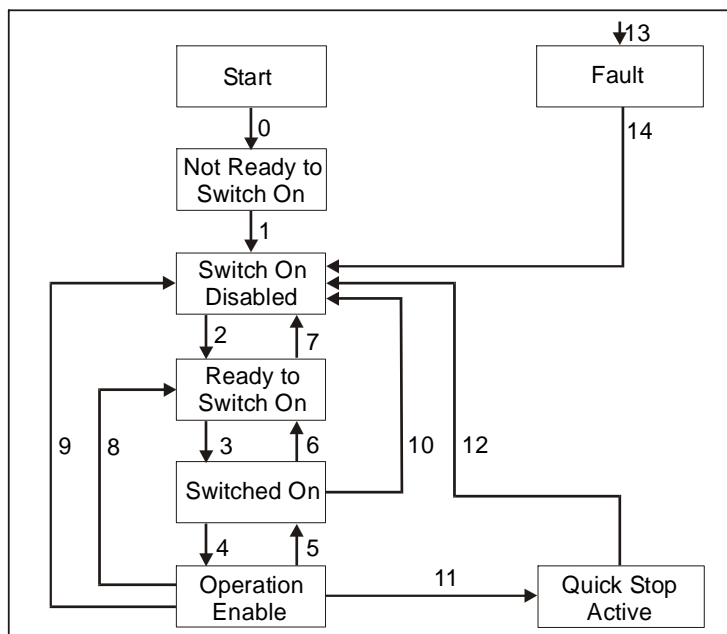 13
Start
Fault
0
14
Not Ready to
Switch On
1
Switch On
Disabled
2
7
Ready to
Switch On
9
8
3
6
10
12
Switched On
4
5
11
Operation
Enable
Quick Stop
Active